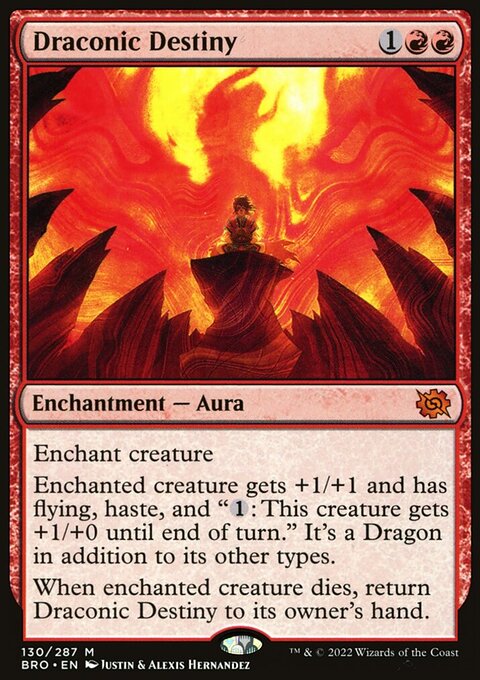 Draconic Destiny 1
Enchantment — Aura
Enchant creature
Enchanted creature gets +1/+1 and has
flying, haste, and “1: This creature gets
+1/+0 until end of turn.” It’s a Dragon
in addition to its other types.
When enchanted creature dies, return
Draconic Destiny to its owner’s hand.
130/287 M
BRO • EN Justin & Alexis Hernandez ™ & © 2022 Wizards of the Coast